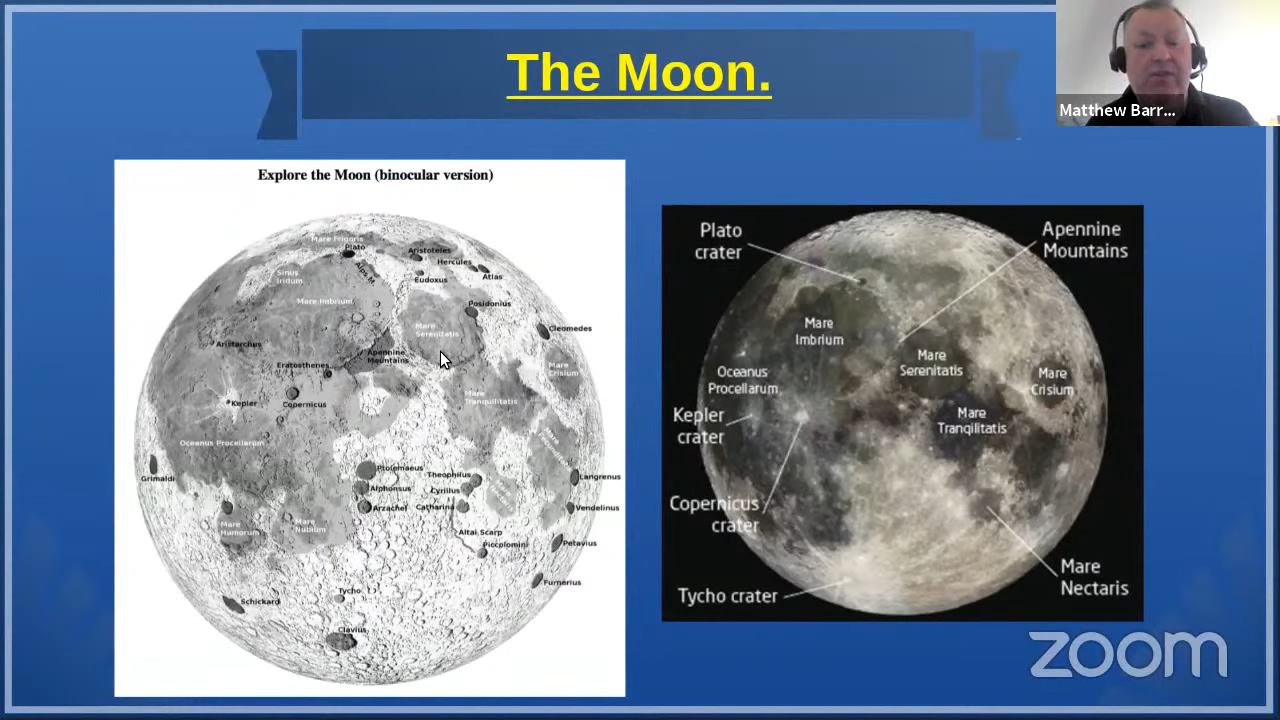 The Moon.
Matthew Barr...
Explore the Moon (binocular version)
Mare Frigoris
Plato
Alps M.
Aristoteles
Hercules
Atlas
Eudoxus
Sinus
Iridum
Mare Imbrium
Posidonius
Mare
Serenitatis
Cleomedes
Aristarchus
Apennine
Mountains
Eratosthenes
Mare
Crisium
Kepler
Copernicus
Mare
Tranquilitatis
Oceanus Procellarum
Grimaldi
Ptolemaeus
Alphonsus
Arzachel
Theophilus
Cyrillus
Catharina
Langrenus
Vendelinus
Mare
Humorum
Mare
Nubium
Altai Scarp
Piccolomini
Petavius
Furnerius
Schickard
Tycho
Clavius
Plato
crater
Apennine
Mountains
Mare
Imbrium
Mare
Serenitatis
Oceanus
Procellarum
Mare
Crisium
Kepler
crater
Mare
Tranqilitatis
Copernicus
crater
Mare
Nectaris
Tycho crater
zoom